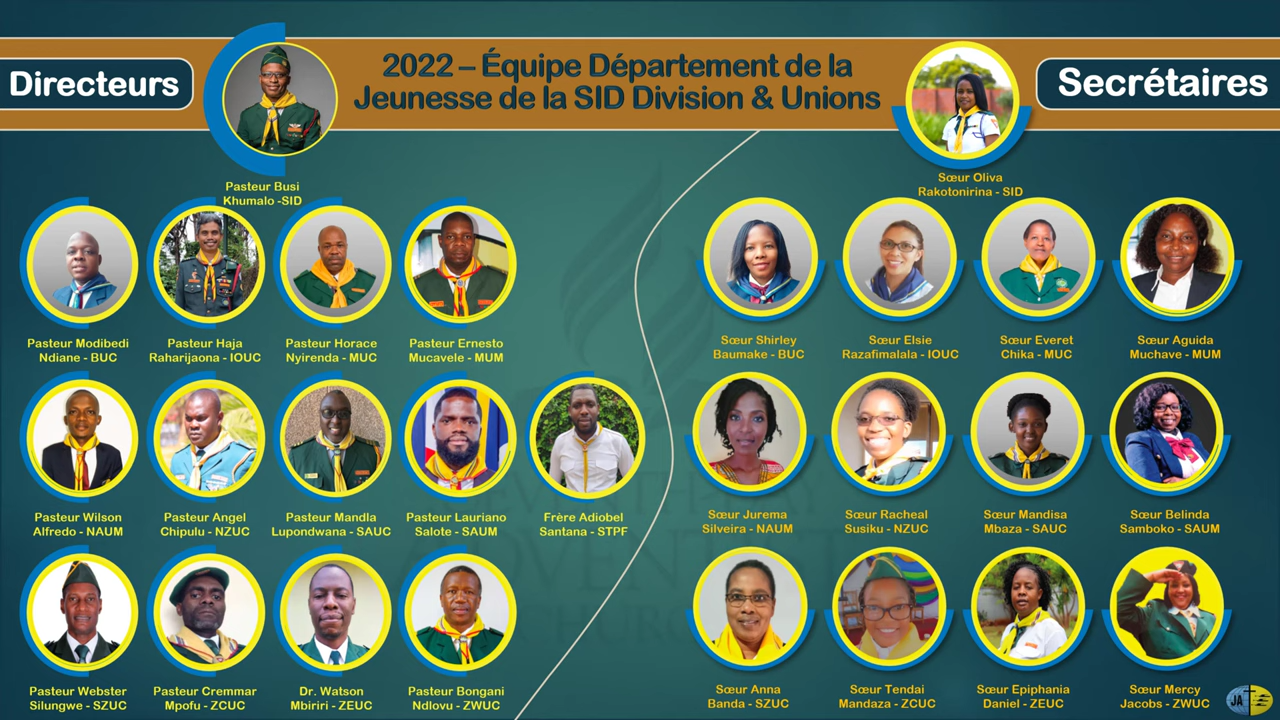 Directeurs
2022 – Équipe Département de la
Jeunesse de la SID Division & Unions
Secrétaires
Pasteur Busi
Khumalo -SID
Sœur Oliva
Rakotonirina - SID
Pasteur Modibedi
Ndiane - BUC
Pasteur Haja
Raharijaona - IOUC
Pasteur Horace
Nyirenda - MUC
Pasteur Ernesto
Mucavele - MUM
Sœur Shirley
Baumake - BUC
Sœur Elsie
Razafimalala - IOUC
Sœur Everet
Chika - MUC
Sœur Aguida
Muchave - MUM
Pasteur Wilson
Alfredo - NAUM
Pasteur Angel
Chipulu - NZUC
Pasteur Mandla
Lupondwana - SAUC
Pasteur Lauriano
Salote - SAUM
Frère Adiobel
Santana - STPF
Sœur Jurema
Silveira - NAUM
Sœur Racheal
Susiku - NZUC
Sœur Mandisa
Mbaza - SAUC
Sœur Belinda
Samboko - SAUM
Pasteur Webster
Silungwe - SZUC
Pasteur Cremmar
Mpofu - ZCUC
Dr. Watson
Mbiriri - ZEUC
Pasteur Bongani
Ndlovu - ZWUC
Sœur Anna
Banda - SZUC
Sœur Tendai
Mandaza - ZCUC
Sœur Epiphania
Daniel - ZEUC
Sœur Mercy
Jacobs - ZWUC
JA